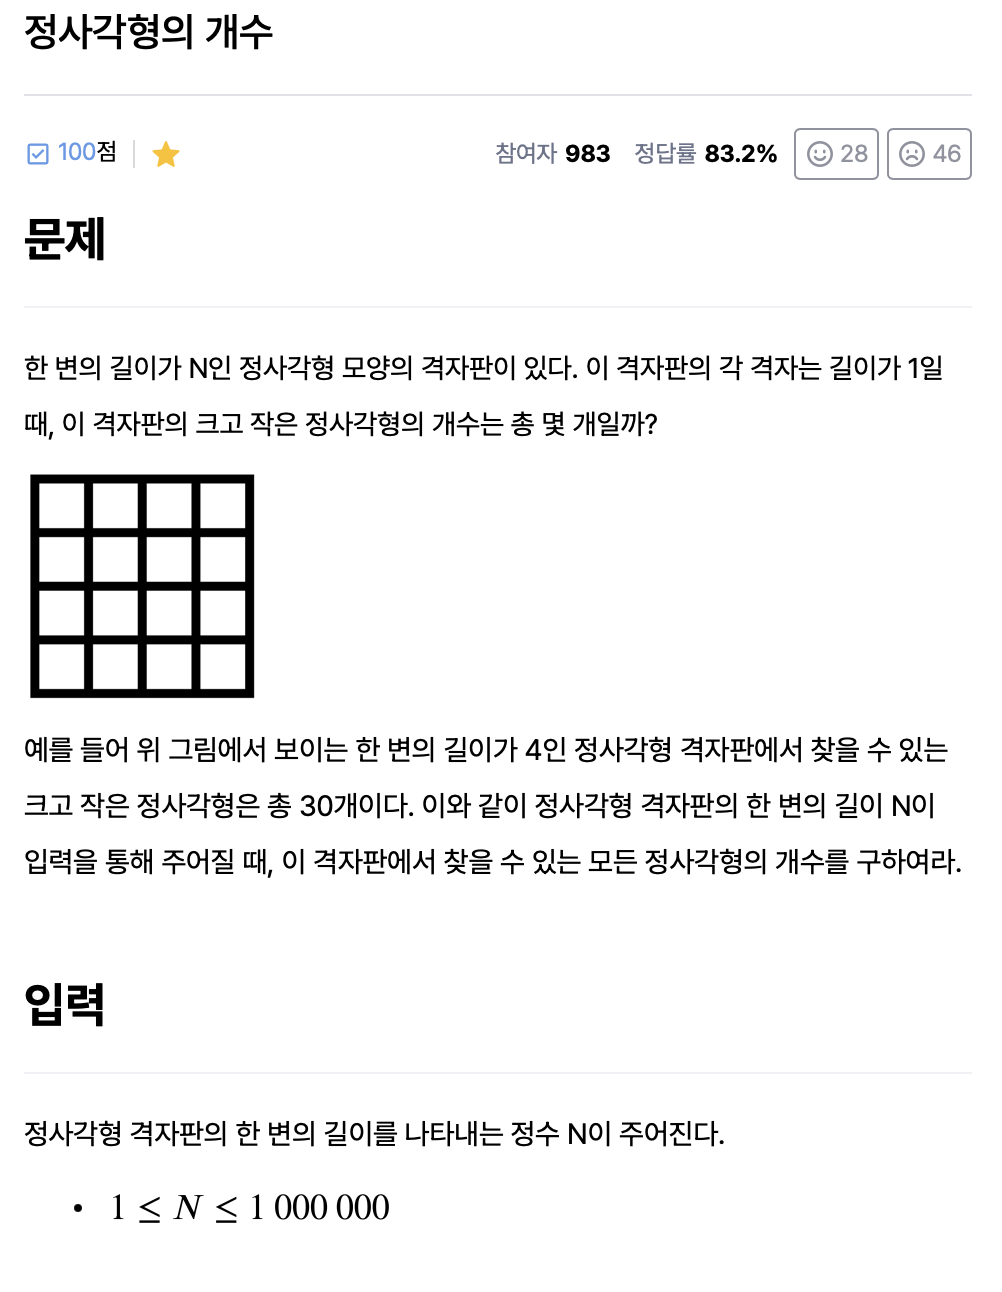 정사각형의 개수
100점
참여자 983 정답률 83.2% 28 46
문제
한 변의 길이가 N인 정사각형 모양의 격자판이 있다. 이 격자판의 각 격자는 길이가 1일
때, 이 격자판의 크고 작은 정사각형의 개수는 총 몇 개일까?
예를 들어 위 그림에서 보이는 한 변의 길이가 4인 정사각형 격자판에서 찾을 수 있는
크고 작은 정사각형은 총 30개이다. 이와 같이 정사각형 격자판의 한 변의 길이 N이
입력을 통해 주어질 때, 이 격자판에서 찾을 수 있는 모든 정사각형의 개수를 구하여라.
입력
정사각형 격자판의 한 변의 길이를 나타내는 정수 N이 주어진다.
• 1 ≤ N ≤ 1 000 000